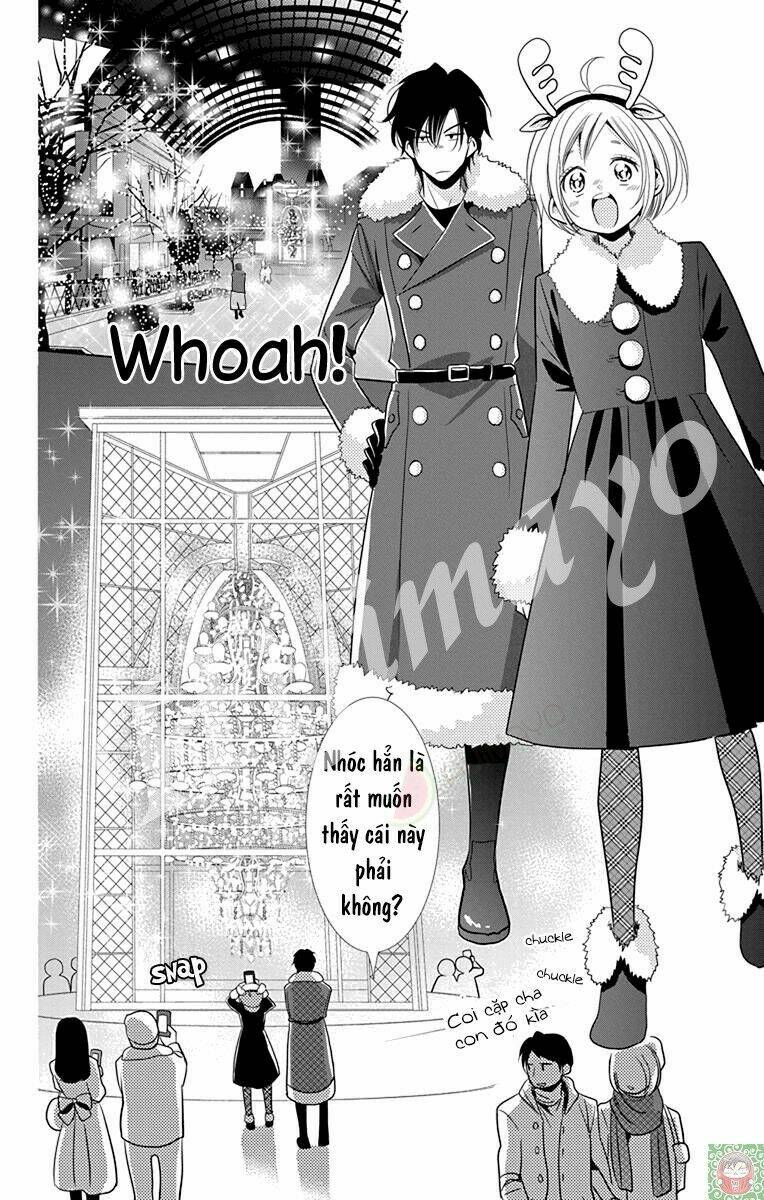 Whoah!
Nhóc hẳn là
rất muốn
thấy cái này
phải
không?
snap
chuckle
chuckle
Coi cặp cha
con đó kìa